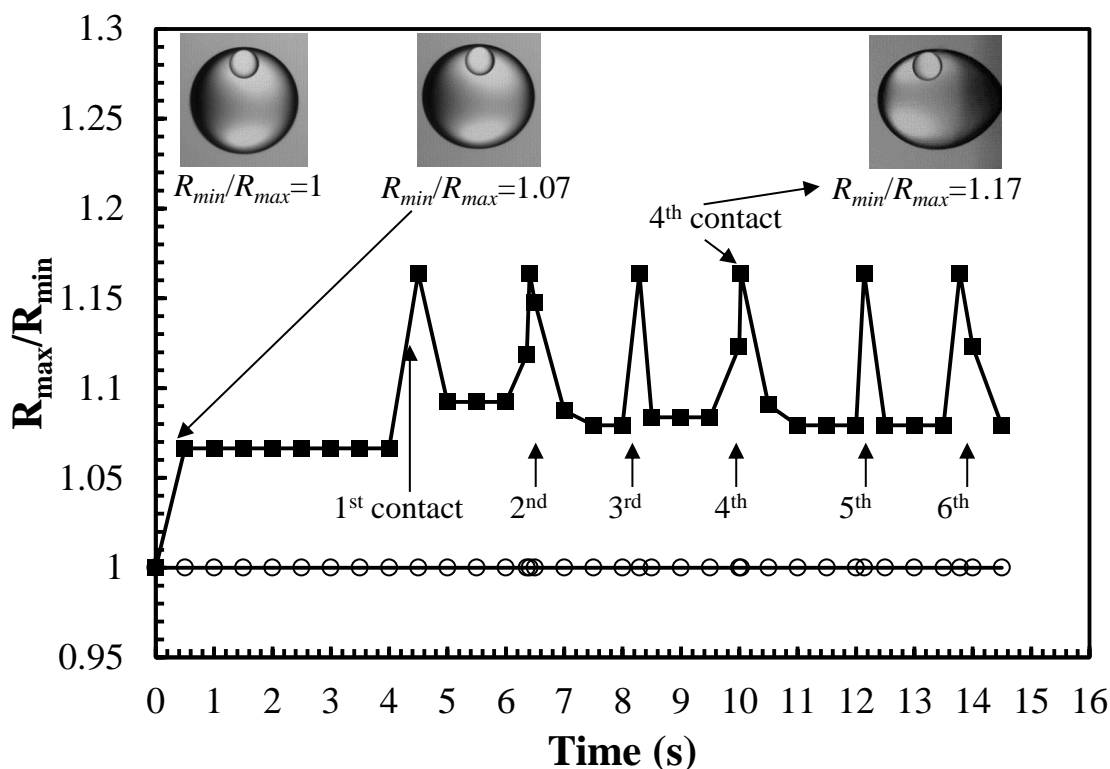 1.3
1.25
1.2
1.15
1.1
1.05
1
0.95
R_max/R_min
R_min/R_max=1
R_min/R_max=1.07
R_min/R_max=1.17
4th contact
1st contact
2nd
3rd
4th
5th
6th
0 1 2 3 4 5 6 7 8 9 10 11 12 13 14 15 16
Time (s)